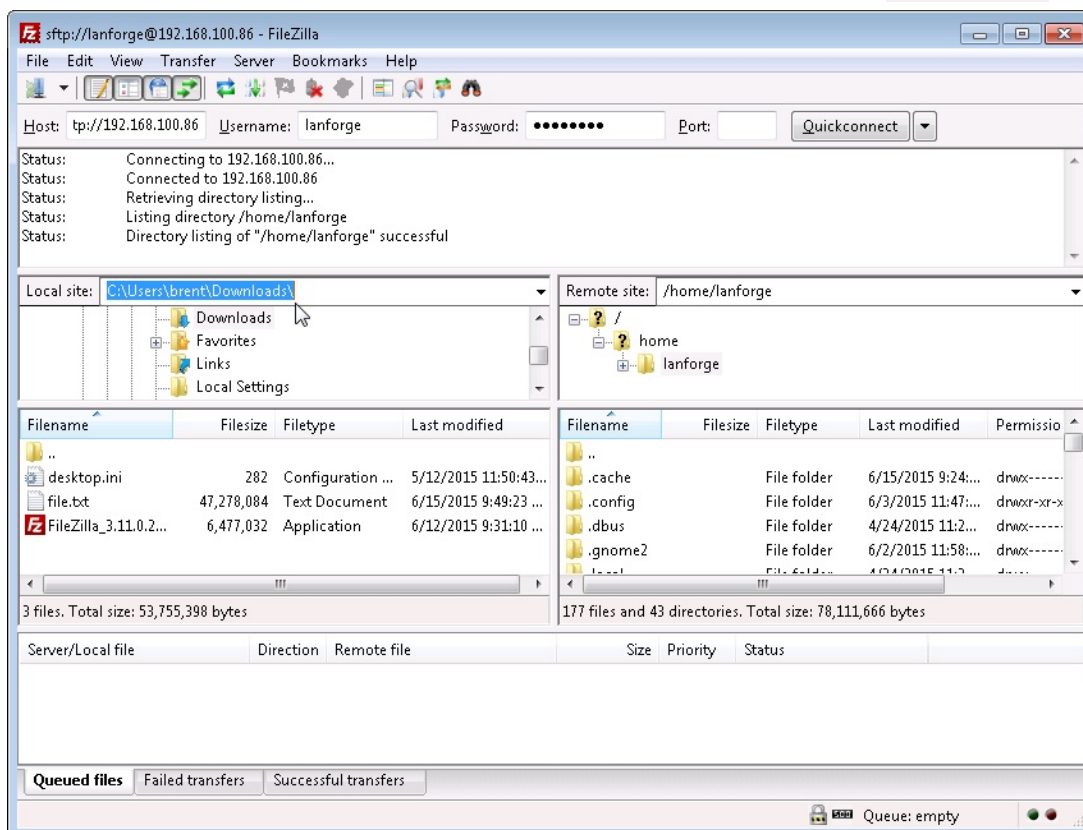 sftp://lanforge@192.168.100.86 - FileZilla
File Edit View Transfer Server Bookmarks Help
Host: tp://192.168.100.86 Username: lanforge Password: •••••••• Port: Quickconnect
Status: Connecting to 192.168.100.86...
Status: Connected to 192.168.100.86
Status: Retrieving directory listing...
Status: Listing directory /home/lanforge
Status: Directory listing of "/home/lanforge" successful
Local site: C:\Users\brent\Downloads\
Downloads
Favorites
Links
Local Settings
Remote site: /home/lanforge
/
home
lanforge
Filename Filesize Filetype Last modified
..
desktop.ini 282 Configuration ... 5/12/2015 11:50:43...
file.txt 47,278,084 Text Document 6/15/2015 9:49:23 ...
FileZilla_3.11.0.2... 6,477,032 Application 6/12/2015 9:31:10 ...
3 files. Total size: 53,755,398 bytes
Filename Filesize Filetype Last modified Permissio
..
.cache File folder 6/15/2015 9:24:... drwx------
.config File folder 6/3/2015 11:47:... drwxr-xr-x
.dbus File folder 4/24/2015 11:2... drwx------
.gnome2 File folder 6/2/2015 11:58:... drwx------
177 files and 43 directories. Total size: 78,111,666 bytes
Server/Local file Direction Remote file Size Priority Status
Queued files Failed transfers Successful transfers
Queue: empty